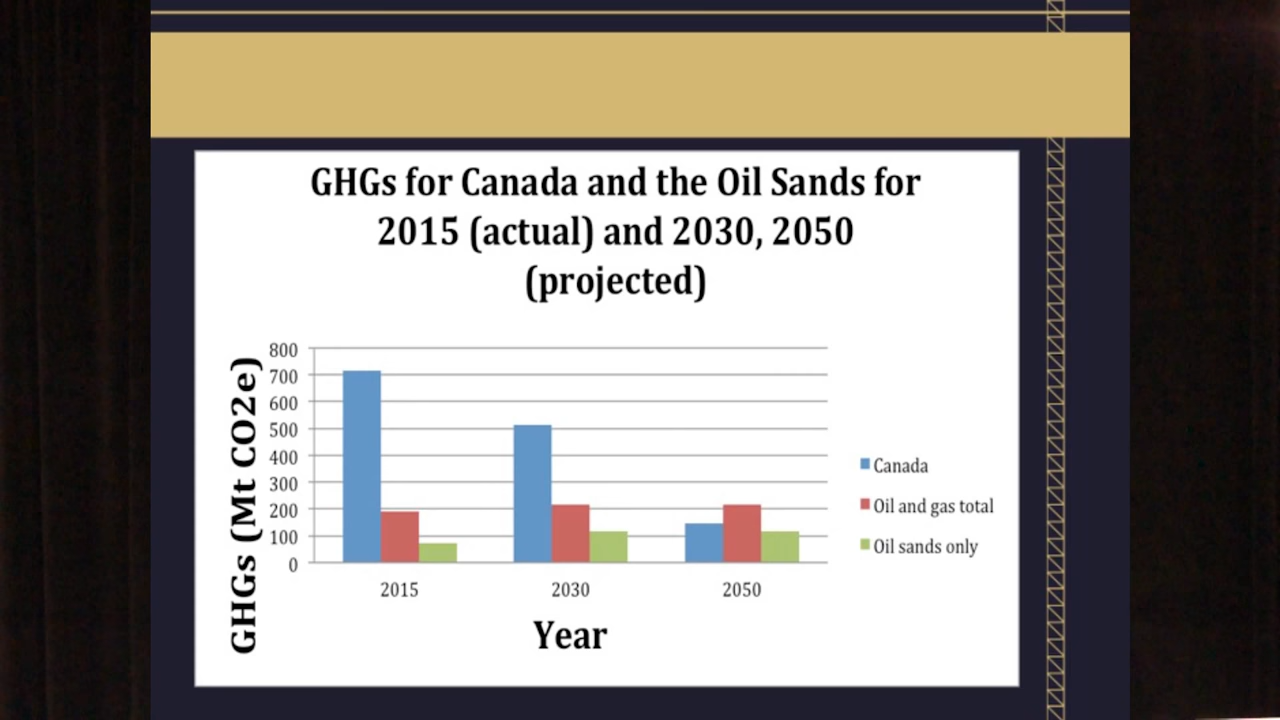 GHGs for Canada and the Oil Sands for
2015 (actual) and 2030, 2050
(projected)
GHGs (Mt CO2e)
800
700
600
500
400
300
200
100
0
2015
2030
2050
Year
Canada
Oil and gas total
Oil sands only